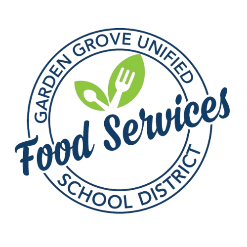 GARDEN GROVE UNIFIED
Food Services
SCHOOL DISTRICT